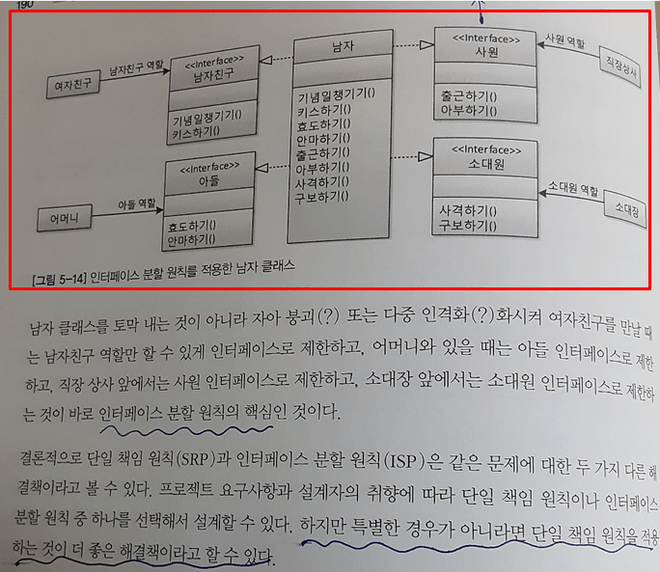 190
<<Interface>>
남자친구
기념일챙기기()
키스하기()
남자
기념일챙기기()
키스하기()
효도하기()
안마하기()
출근하기()
아부하기()
사격하기()
구보하기()
<<Interface>>
사원
출근하기()
아부하기()
여자친구
남자친구 역할
사원 역할
직장상사
<<Interface>>
아들
효도하기()
안마하기()
<<Interface>>
소대원
사격하기()
구보하기()
어머니
아들 역할
소대원 역할
소대장
[그림 5-14] 인터페이스 분할 원칙을 적용한 남자 클래스
남자 클래스를 토막 내는 것이 아니라 자아 붕괴(?) 또는 다중 인격화(?)화시켜 여자친구를 만날 때
는 남자친구 역할만 할 수 있게 인터페이스로 제한하고, 어머니와 있을 때는 아들 인터페이스로 제한
하고, 직장 상사 앞에서는 사원 인터페이스로 제한하고, 소대장 앞에서는 소대원 인터페이스로 제한하
는 것이 바로 인터페이스 분할 원칙의 핵심인 것이다.
결론적으로 단일 책임 원칙(SRP)과 인터페이스 분할 원칙(ISP)은 같은 문제에 대한 두 가지 다른 해
결책이라고 볼 수 있다. 프로젝트 요구사항과 설계자의 취향에 따라 단일 책임 원칙이나 인터페이스
분할 원칙 중 하나를 선택해서 설계할 수 있다. 하지만 특별한 경우가 아니라면 단일 책임 원칙을 적용
하는 것이 더 좋은 해결책이라고 할 수 있다.